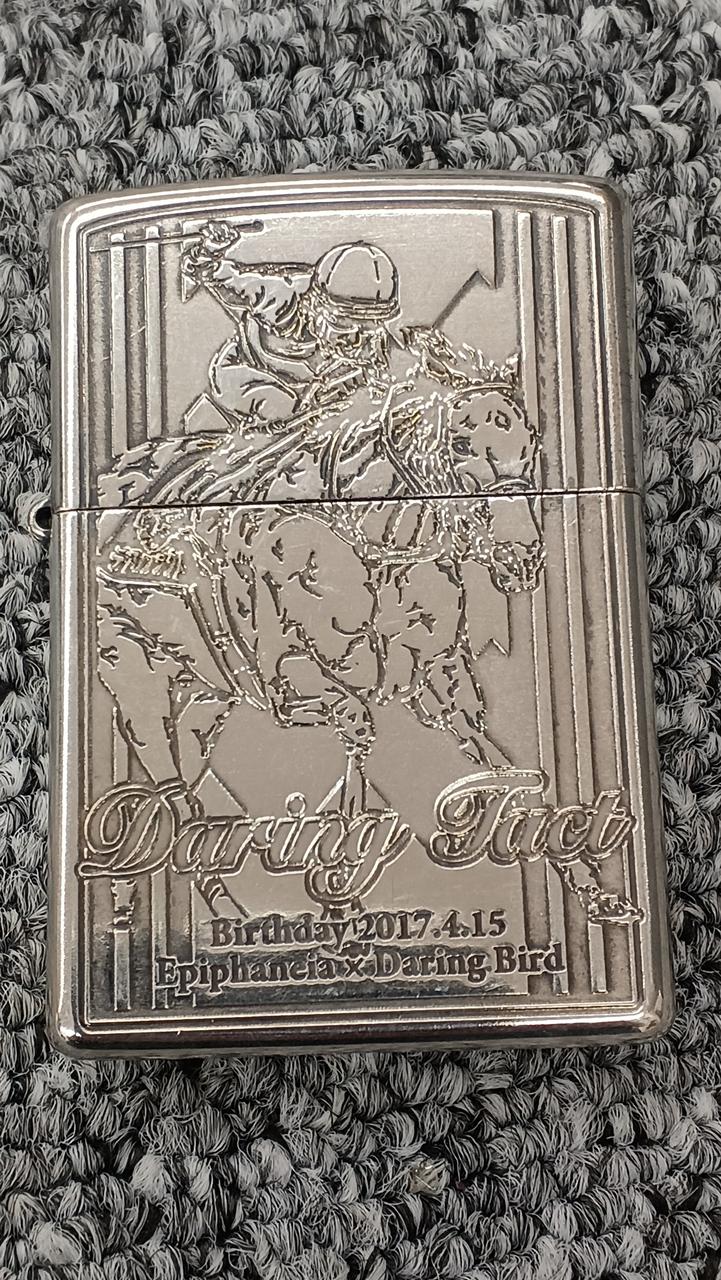 Daring Tact
Birthday 2017.4.15
Epiphaneia x Daring Bird